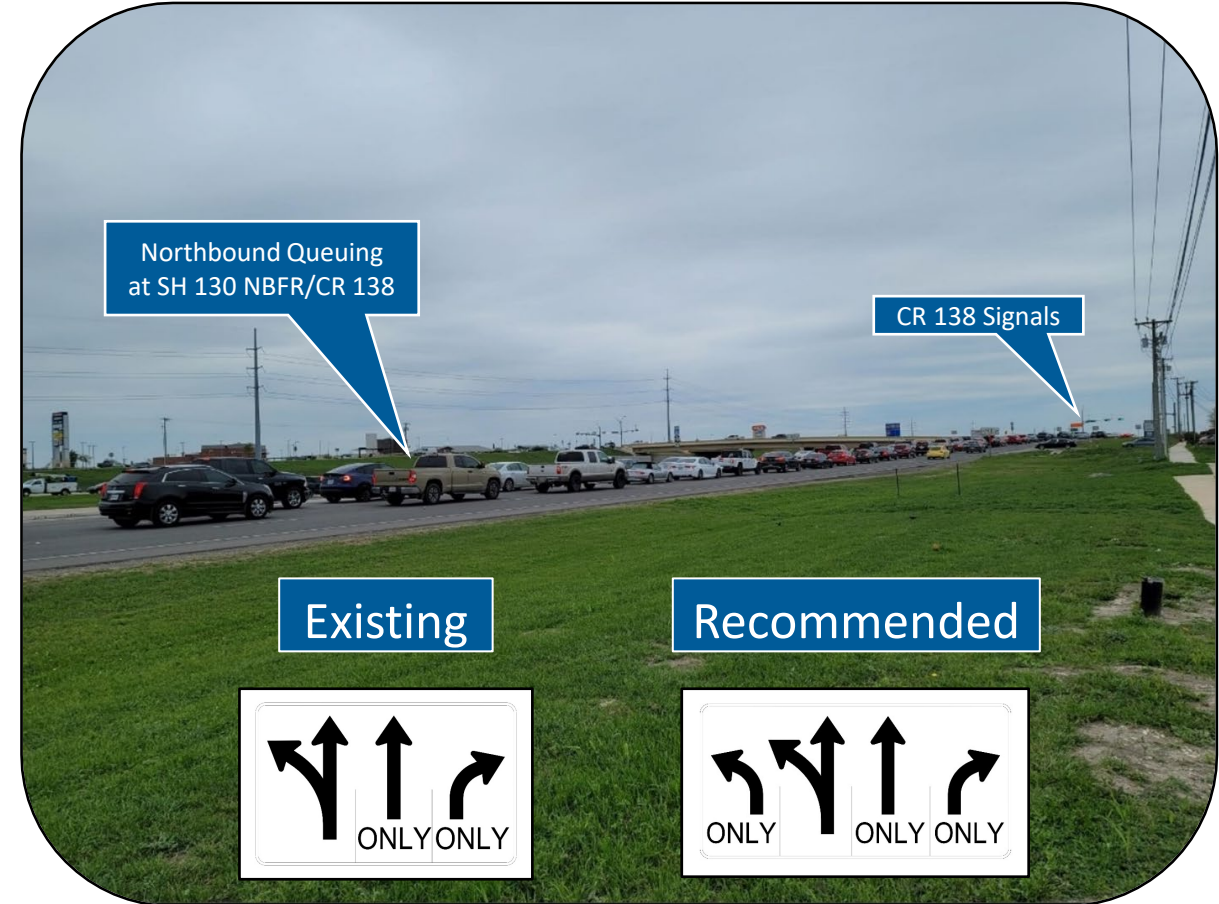 Northbound Queuing
at SH 130 NBFR/CR 138
CR 138 Signals
Existing
Recommended
ONLY ONLY
ONLY ONLY ONLY